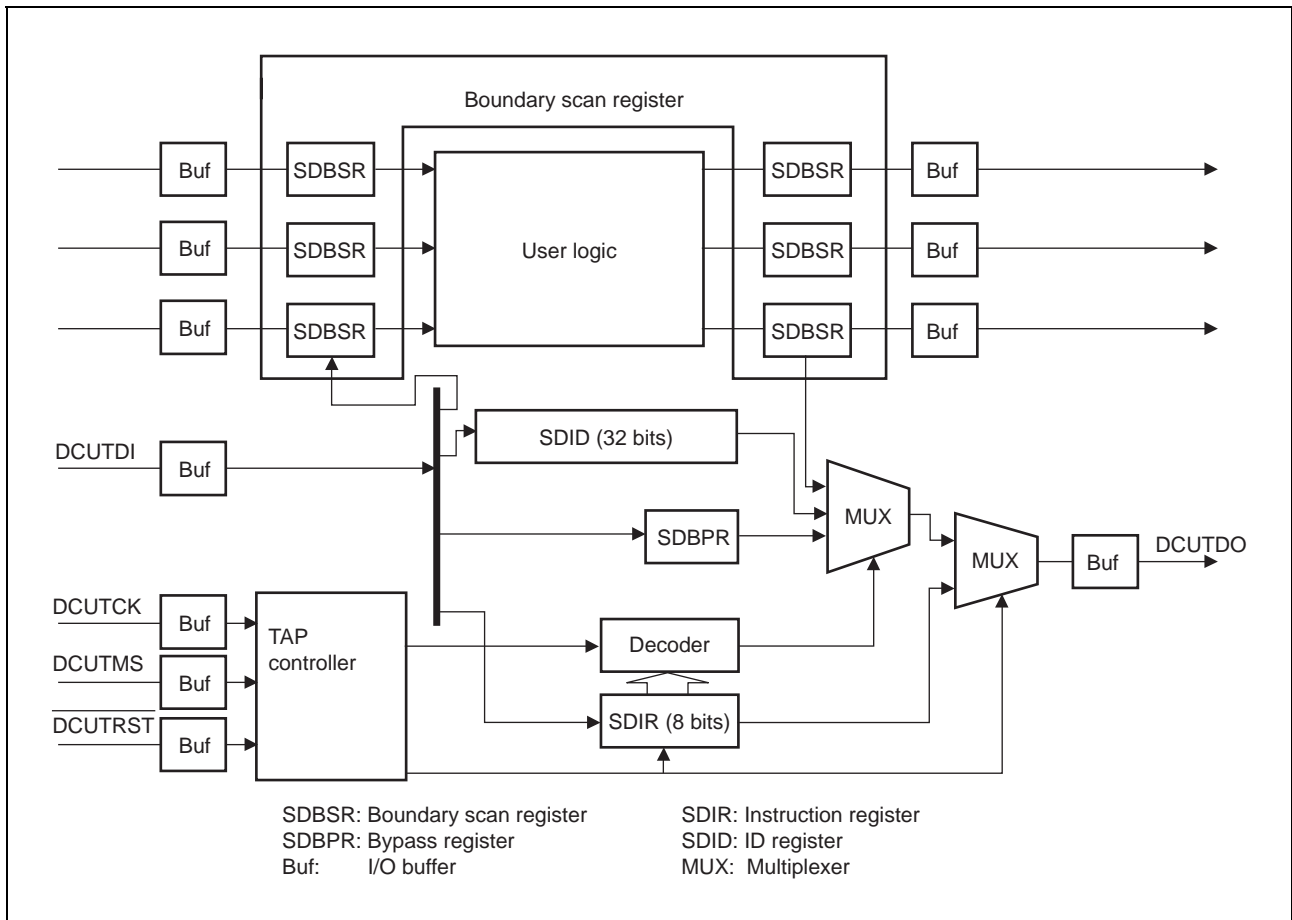 Boundary scan register
Buf SDBSR SDBSR Buf
Buf SDBSR User logic SDBSR Buf
Buf SDBSR SDBSR Buf
DCUTDI Buf SDID (32 bits)
MUX
SDBPR
MUX Buf DCUTDO
DCUTCK Buf
TAP controller
Decoder
DCUTMS Buf
DCUTRST Buf
SDIR (8 bits)
SDBSR: Boundary scan register
SDBPR: Bypass register
Buf: I/O buffer
SDIR: Instruction register
SDID: ID register
MUX: Multiplexer